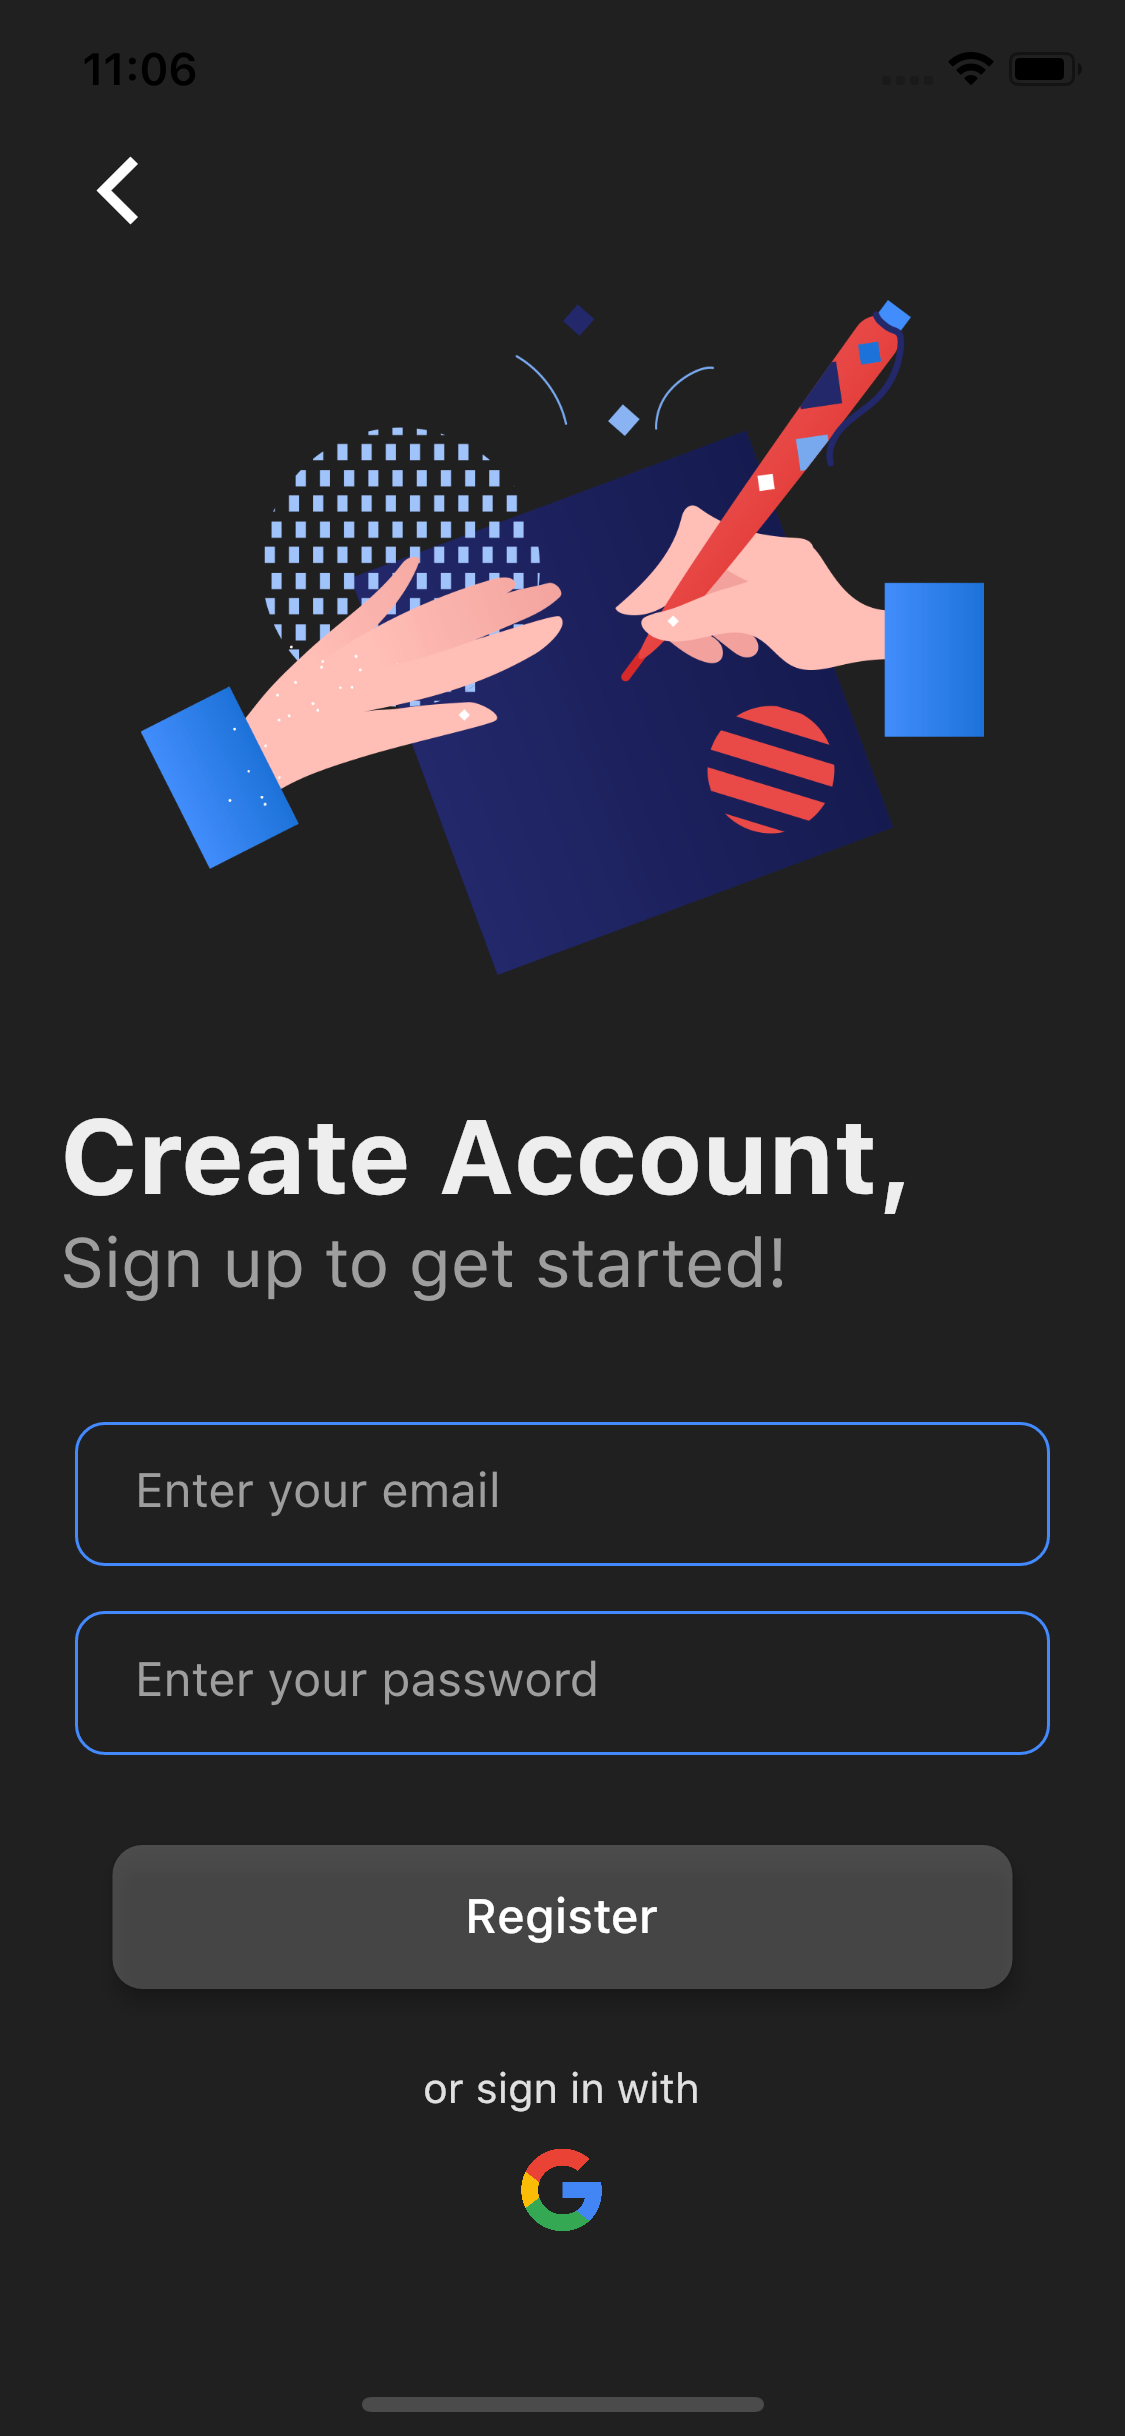 11:06
Create Account,
Sign up to get started!
Enter your email
Enter your password
Register
or sign in with